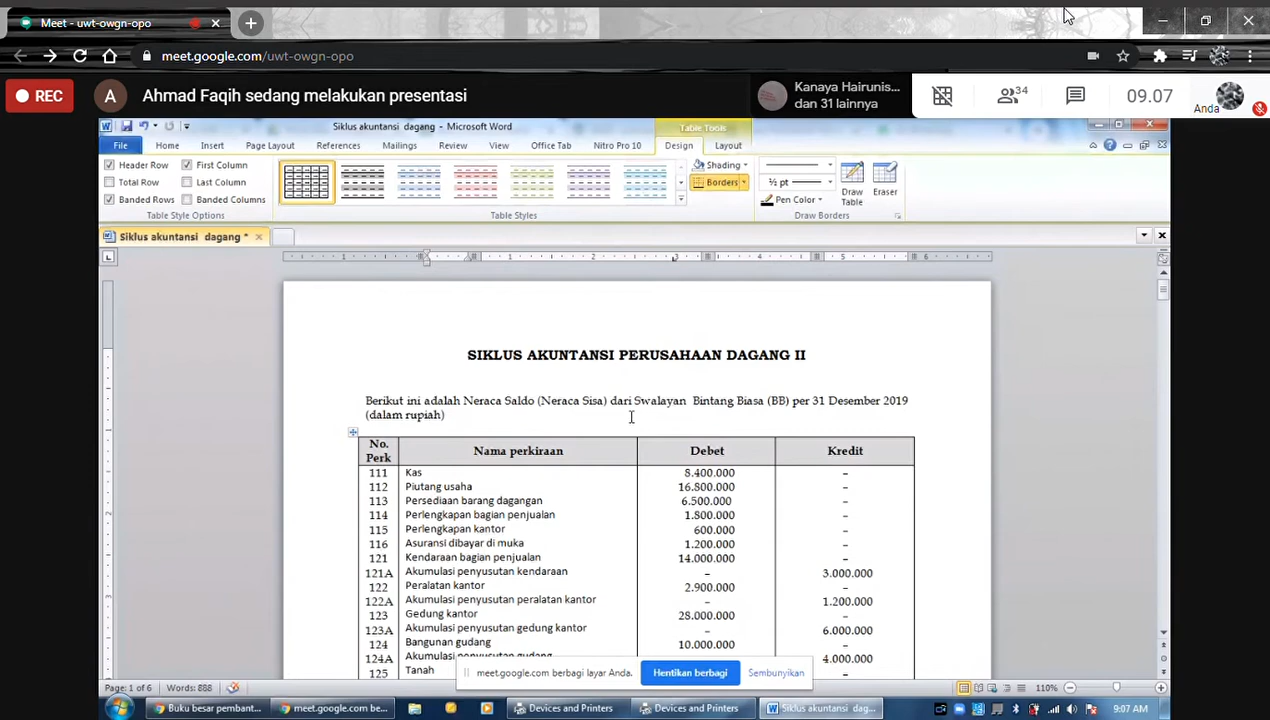 Meet - uwt-owgn-opo
meet.google.com/uwt-owgn-opo
REC
A
Ahmad Faqih sedang melakukan presentasi
Kanaya Hairunis...
dan 31 lainnya
34
09.07
Anda
Siklus akuntansi dagang - Microsoft Word
Table Tools
File Home Insert Page Layout References Mailings Review View Office Tab Nitro Pro 10 Design Layout
Header Row First Column
Total Row Last Column
Banded Rows Banded Columns
Table Style Options
Table Styles
Shading
Borders
½ pt
Pen Color
Draw Table
Eraser
Draw Borders
Siklus akuntansi dagang *
SIKLUS AKUNTANSI PERUSAHAAN DAGANG II
Berikut ini adalah Neraca Saldo (Neraca Sisa) dari Swalayan Bintang Biasa (BB) per 31 Desember 2019
(dalam rupiah)
No. Perk Nama perkiraan Debet Kredit
111 Kas 8.400.000 –
112 Piutang usaha 16.800.000 –
113 Persediaan barang dagangan 6.500.000 –
114 Perlengkapan bagian penjualan 1.800.000 –
115 Perlengkapan kantor 600.000 –
116 Asuransi dibayar di muka 1.200.000 –
121 Kendaraan bagian penjualan 14.000.000 –
121A Akumulasi penyusutan kendaraan – 3.000.000
122 Peralatan kantor 2.900.000 –
122A Akumulasi penyusutan peralatan kantor – 1.200.000
123 Gedung kantor 28.000.000 –
123A Akumulasi penyusutan gedung kantor – 6.000.000
124 Bangunan gudang 10.000.000 –
124A Akumulasi penyusutan gudang 4.000.000
125 Tanah –
meet.google.com berbagi layar Anda. Hentikan berbagi Sembunyikan
Page: 1 of 6 Words: 888 110%
Buku besar pembant... meet.google.com be... Devices and Printers Devices and Printers Siklus akuntansi dag... 9:07 AM